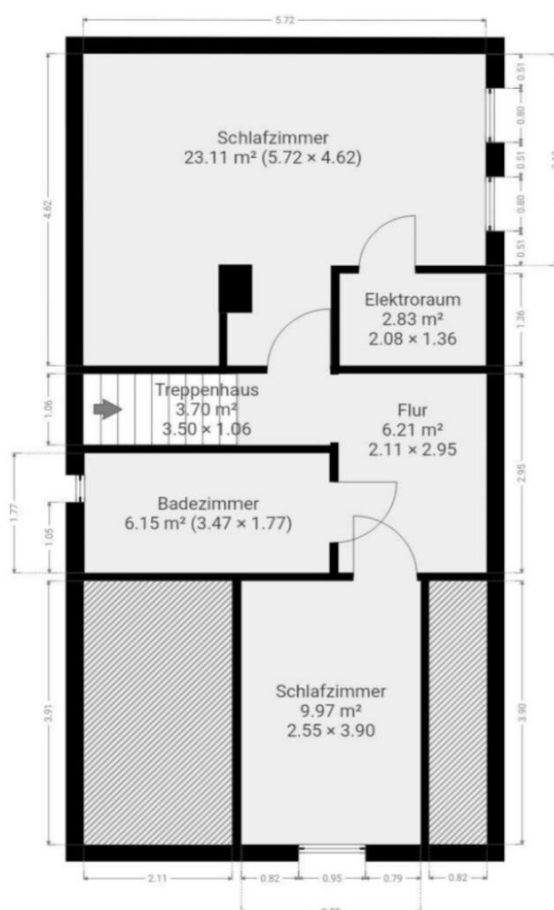 5.72
0.51
0.80
0.51
0.80
0.51
4.62
Schlafzimmer
23.11 m² (5.72 × 4.62)
Elektroraum
2.83 m²
2.08 × 1.36
1.36
Treppenhaus
3.70 m²
3.50 × 1.06
1.06
Flur
6.21 m²
2.11 × 2.95
2.95
1.77
1.05
Badezimmer
6.15 m² (3.47 × 1.77)
3.91
Schlafzimmer
9.97 m²
2.55 × 3.90
3.90
2.11
0.82
0.95
0.79
0.82